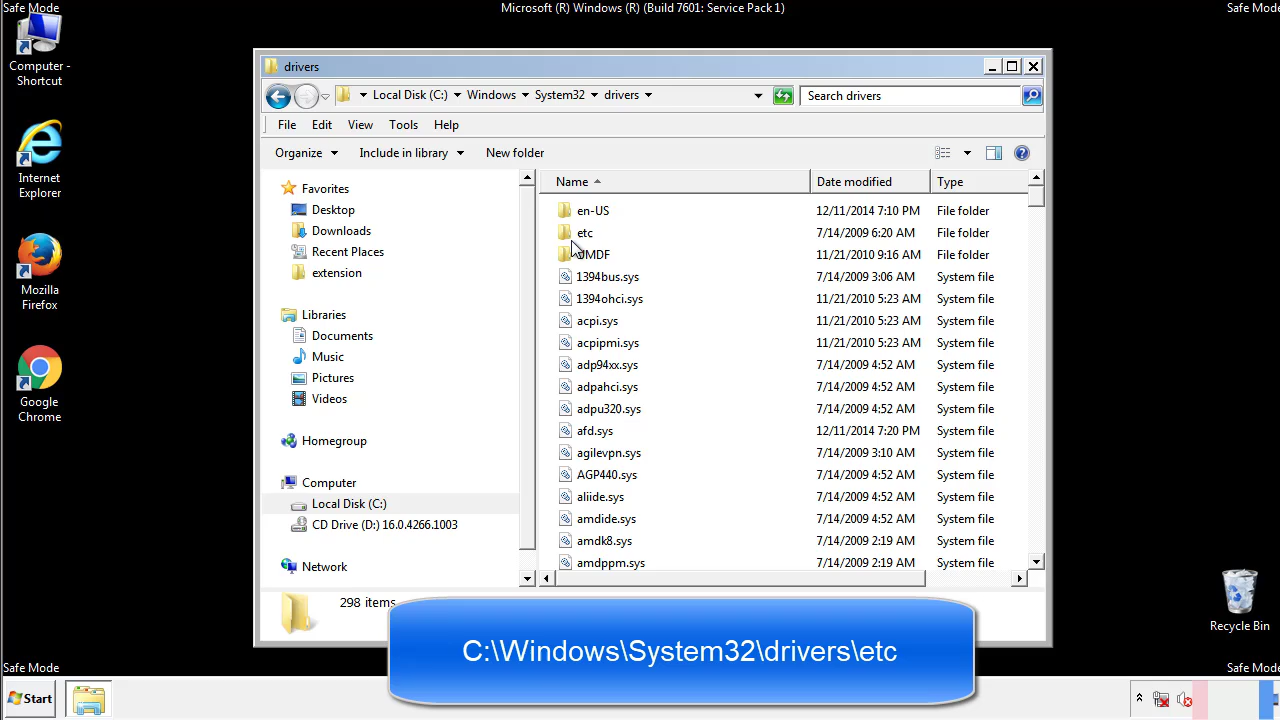 Safe Mode
Microsoft (R) Windows (R) (Build 7601: Service Pack 1)
Safe Mode
Computer -
Shortcut
Internet
Explorer
Mozilla
Firefox
Google
Chrome
Recycle Bin
drivers
Local Disk (C:) Windows System32 drivers
Search drivers
File Edit View Tools Help
Organize Include in library New folder
Favorites
Desktop
Downloads
Recent Places
extension
Libraries
Documents
Music
Pictures
Videos
Homegroup
Computer
Local Disk (C:)
CD Drive (D:) 16.0.4266.1003
Network
Name Date modified Type
en-US 12/11/2014 7:10 PM File folder
etc 7/14/2009 6:20 AM File folder
UMDF 11/21/2010 9:16 AM File folder
1394bus.sys 7/14/2009 3:06 AM System file
1394ohci.sys 11/21/2010 5:23 AM System file
acpi.sys 11/21/2010 5:23 AM System file
acpipmi.sys 11/21/2010 5:23 AM System file
adp94xx.sys 7/14/2009 4:52 AM System file
adpahci.sys 7/14/2009 4:52 AM System file
adpu320.sys 7/14/2009 4:52 AM System file
afd.sys 12/11/2014 7:20 PM System file
agilevpn.sys 7/14/2009 3:10 AM System file
AGP440.sys 7/14/2009 4:52 AM System file
aliide.sys 7/14/2009 4:52 AM System file
amdide.sys 7/14/2009 4:52 AM System file
amdk8.sys 7/14/2009 2:19 AM System file
amdppm.sys 7/14/2009 2:19 AM System file
298 items
C:\Windows\System32\drivers\etc
Safe Mode
Safe Mode
Start